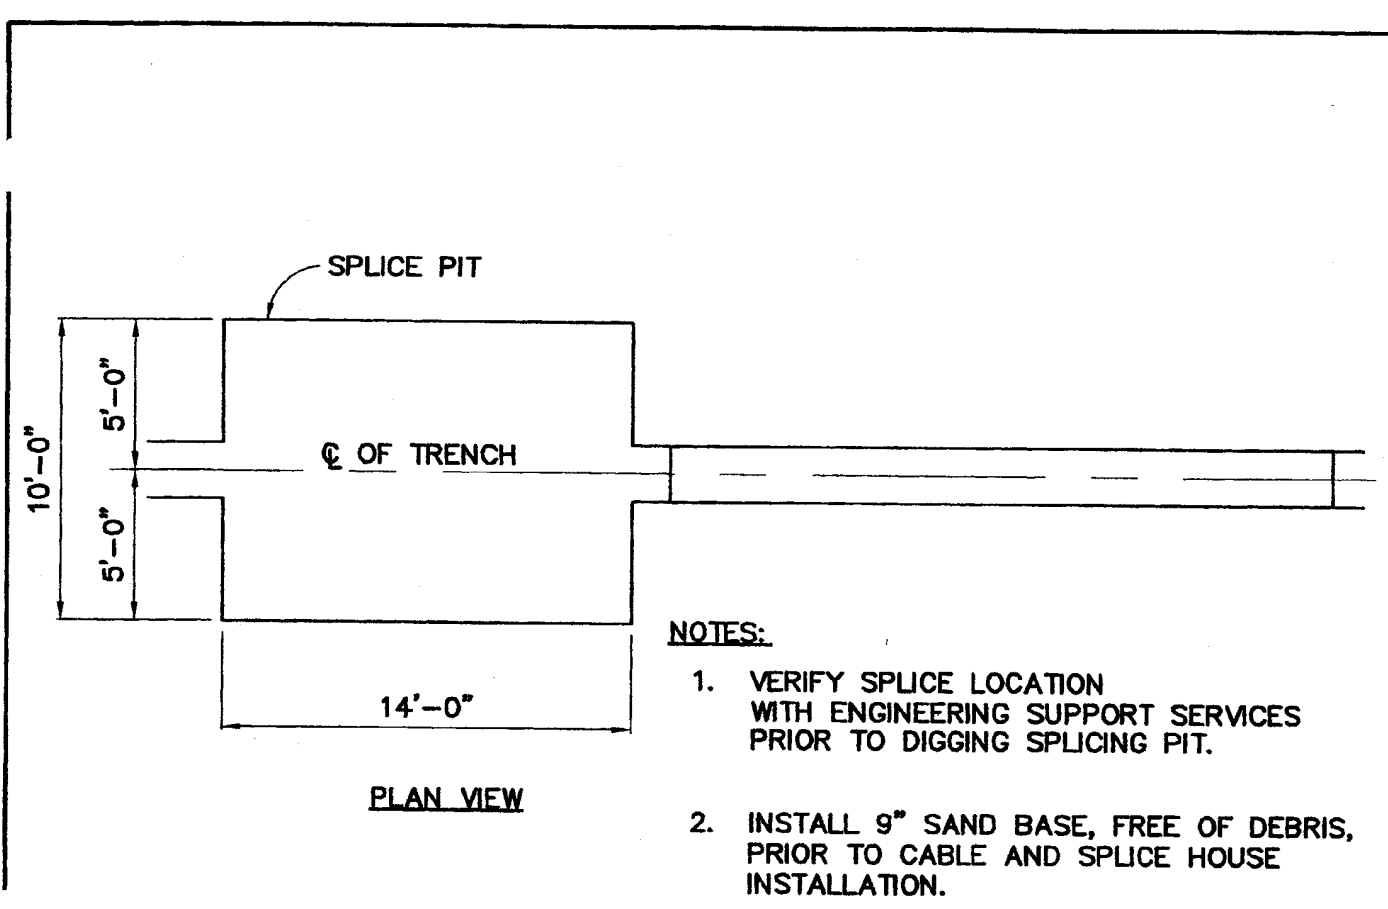 SPLICE PIT
5'-0"
10'-0"
℄ OF TRENCH
5'-0"
14'-0"
PLAN VIEW
NOTES:
1. VERIFY SPLICE LOCATION
WITH ENGINEERING SUPPORT SERVICES
PRIOR TO DIGGING SPLICING PIT.
2. INSTALL 9" SAND BASE, FREE OF DEBRIS,
PRIOR TO CABLE AND SPLICE HOUSE
INSTALLATION.